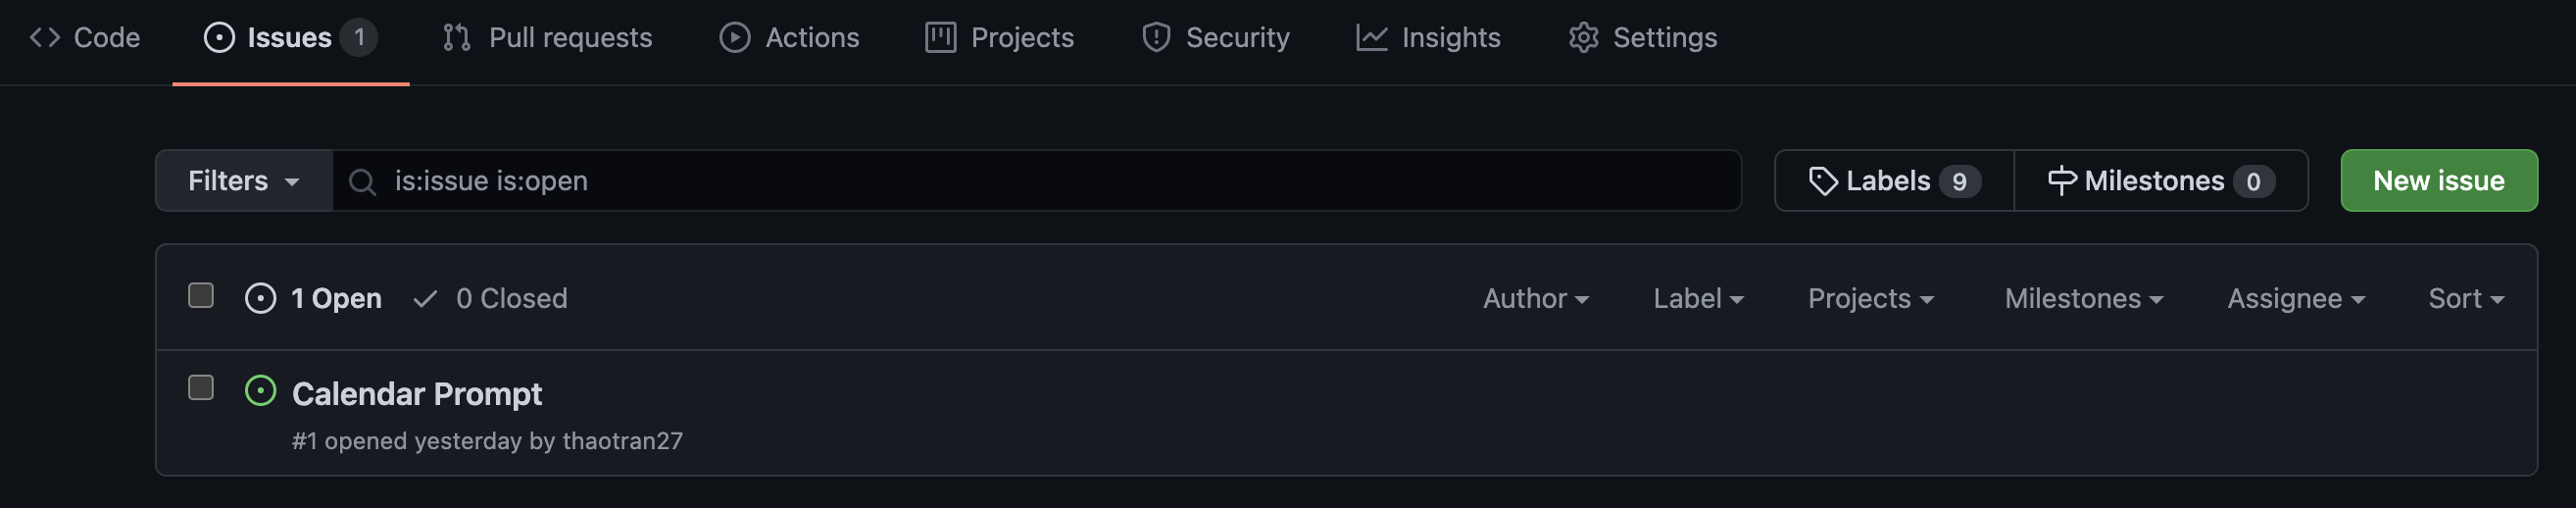 Code Issues 1 Pull requests Actions Projects Security Insights Settings
Filters is:issue is:open Labels 9 Milestones 0 New issue
1 Open 0 Closed Author Label Projects Milestones Assignee Sort
Calendar Prompt
#1 opened yesterday by thaotran27